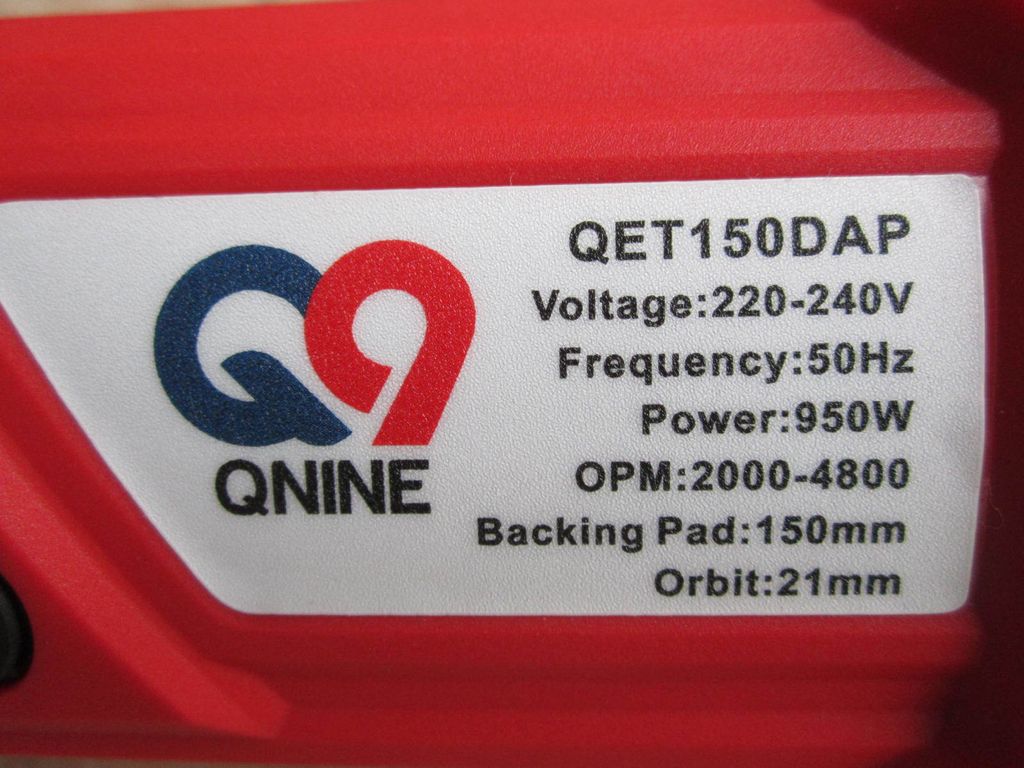 Q9
QNINE
QET150DAP
Voltage:220-240V
Frequency:50Hz
Power:950W
OPM:2000-4800
Backing Pad:150mm
Orbit:21mm